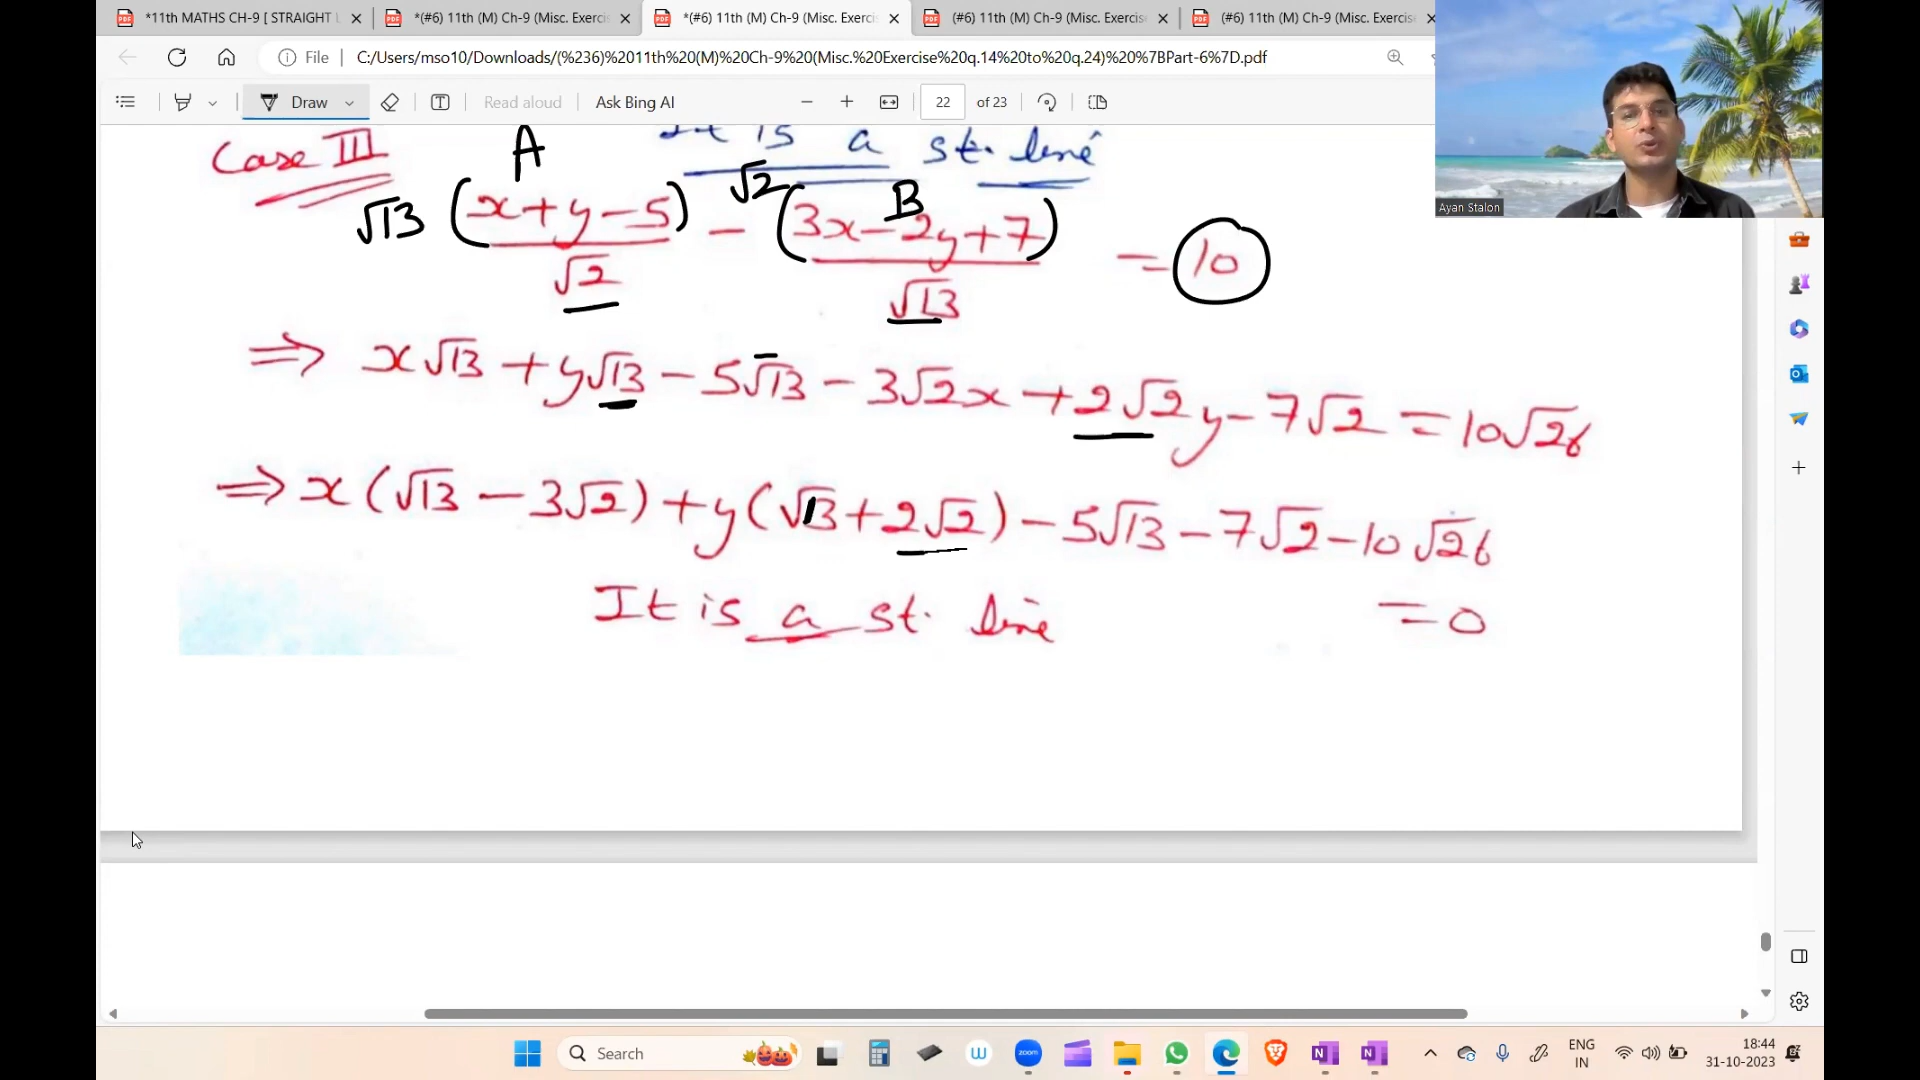 *11th MATHS CH-9 [ STRAIGHT L
*(#6) 11th (M) Ch-9 (Misc. Exercis
*(#6) 11th (M) Ch-9 (Misc. Exercis
(#6) 11th (M) Ch-9 (Misc. Exercis
(#6) 11th (M) Ch-9 (Misc. Exercise
File | C:/Users/mso10/Downloads/(%236)%2011th%20(M)%20Ch-9%20(Misc.%20Exercise%20q.14%20to%20q.24)%20%7BPart-6%7D.pdf
Draw Read aloud Ask Bing AI 22 of 23
Ayan Stalon
Case III A It is a st. line
√13 (x+y-5)/√2 - √2 (3x-2y+7)/√13 B = 10
⇒ x√13 + y√13 - 5√13 - 3√2x + 2√2y - 7√2 = 10√26
⇒ x(√13 - 3√2) + y(√13 + 2√2) - 5√13 - 7√2 - 10√26
It is a st. line = 0
Search zoom ENG 18:44
IN 31-10-2023